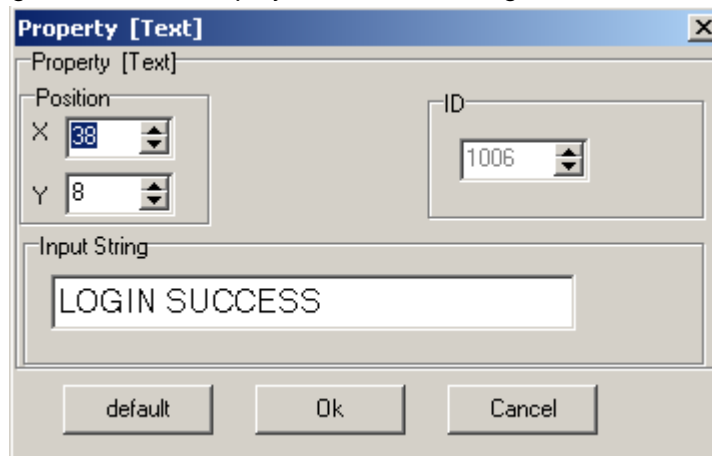 Property [Text]
Property [Text]
Position
ID
X 38
1006
Y 8
Input String
LOGIN SUCCESS
default Ok Cancel